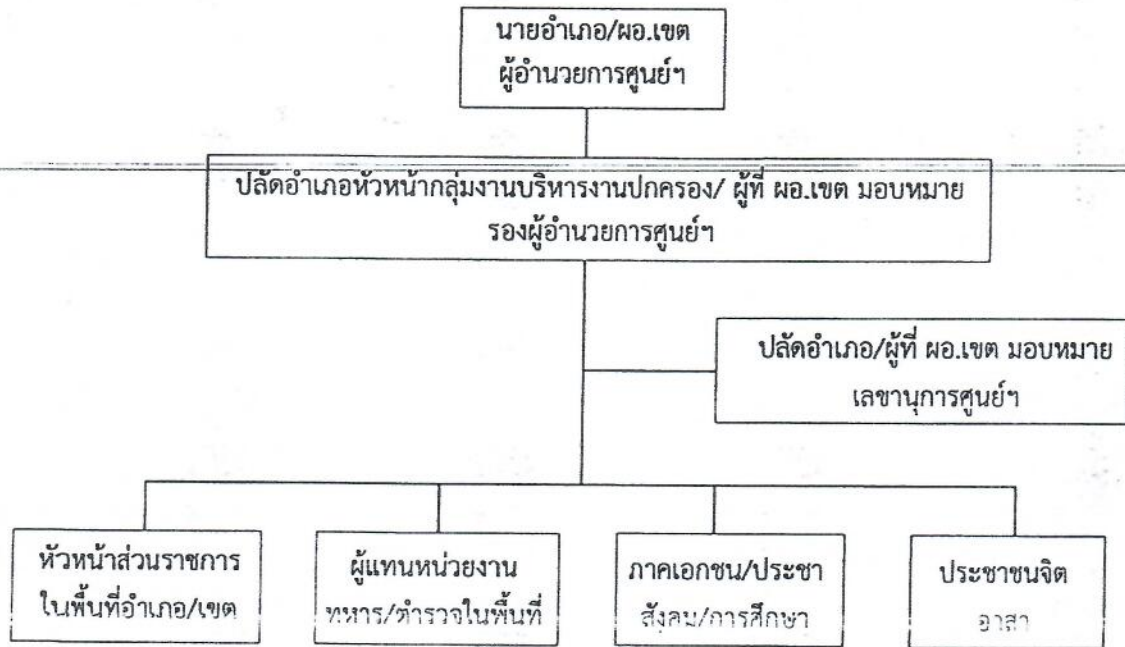 นายอำเภอ/ผอ.เขต
ผู้อำนวยการศูนย์ฯ
ปลัดอำเภอหัวหน้ากลุ่มงานบริหารงานปกครอง/ ผู้ที่ ผอ.เขต มอบหมาย
รองผู้อำนวยการศูนย์ฯ
ปลัดอำเภอ/ผู้ที่ ผอ.เขต มอบหมาย
เลขานุการศูนย์ฯ
หัวหน้าส่วนราชการ
ในพื้นที่อำเภอ/เขต
ผู้แทนหน่วยงาน
ทหาร/ตำรวจในพื้นที่
ภาคเอกชน/ประชา
สังคม/การศึกษา
ประชาชนจิต
อาสา